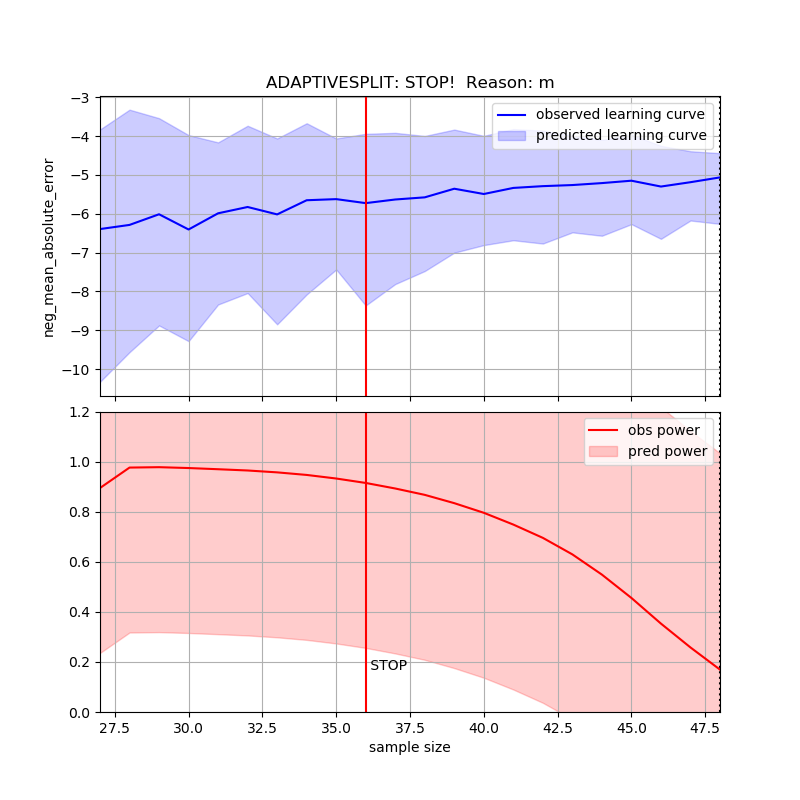 ADAPTIVESPLIT: STOP!  Reason: m
−3
−4
−5
−6
−7
−8
−9
−10
neg_mean_absolute_error
observed learning curve
predicted learning curve
1.2
1.0
0.8
0.6
0.4
0.2
0.0
obs power
pred power
STOP
27.5 30.0 32.5 35.0 37.5 40.0 42.5 45.0 47.5
sample size